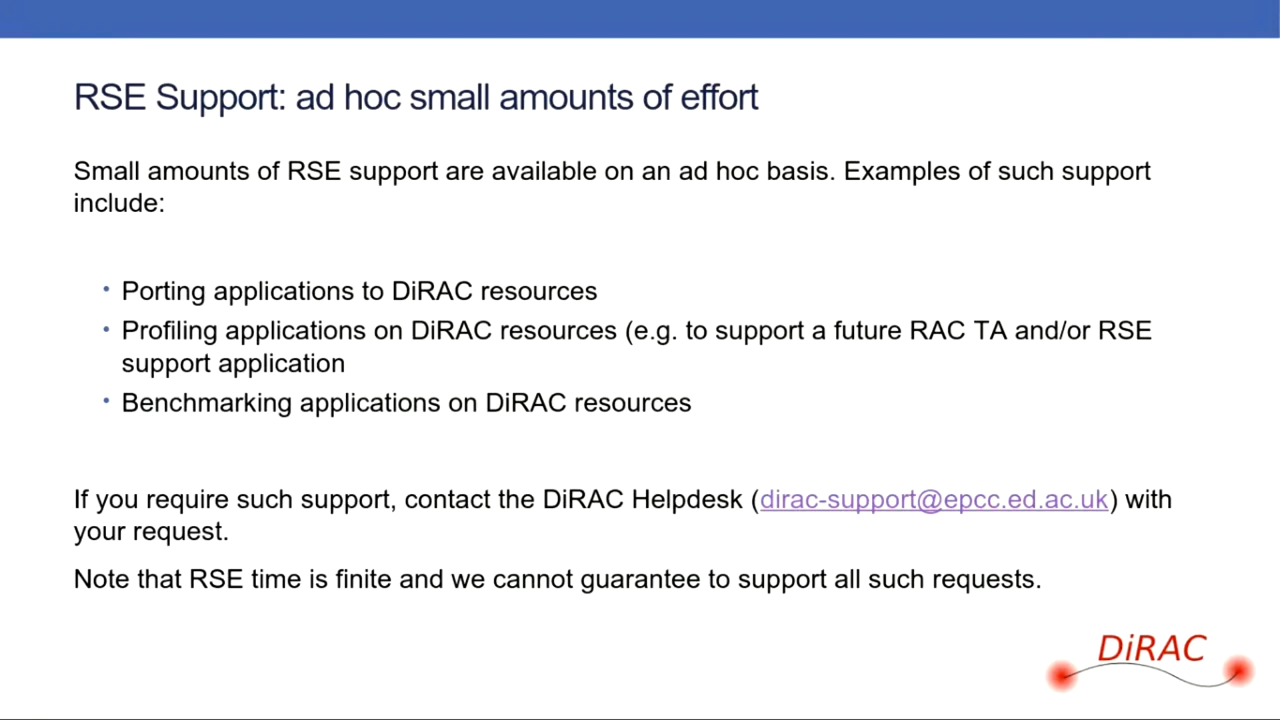 RSE Support: ad hoc small amounts of effort
Small amounts of RSE support are available on an ad hoc basis. Examples of such support
include:
• Porting applications to DiRAC resources
• Profiling applications on DiRAC resources (e.g. to support a future RAC TA and/or RSE
support application
• Benchmarking applications on DiRAC resources
If you require such support, contact the DiRAC Helpdesk (dirac-support@epcc.ed.ac.uk) with
your request.
Note that RSE time is finite and we cannot guarantee to support all such requests.
DiRAC